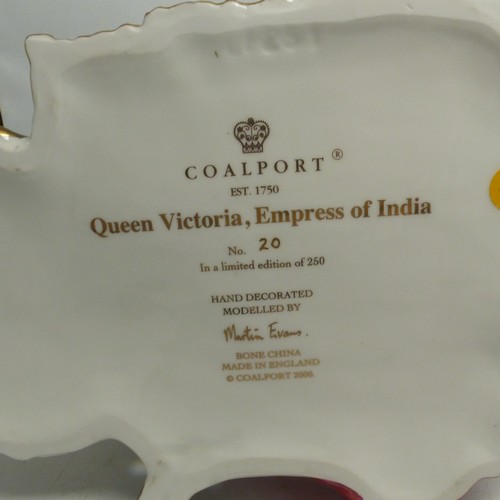 COALPORT®
EST. 1750
Queen Victoria, Empress of India
No. 20
In a limited edition of 250
HAND DECORATED
MODELLED BY
Martin Evans.
BONE CHINA
MADE IN ENGLAND
© COALPORT 2000.